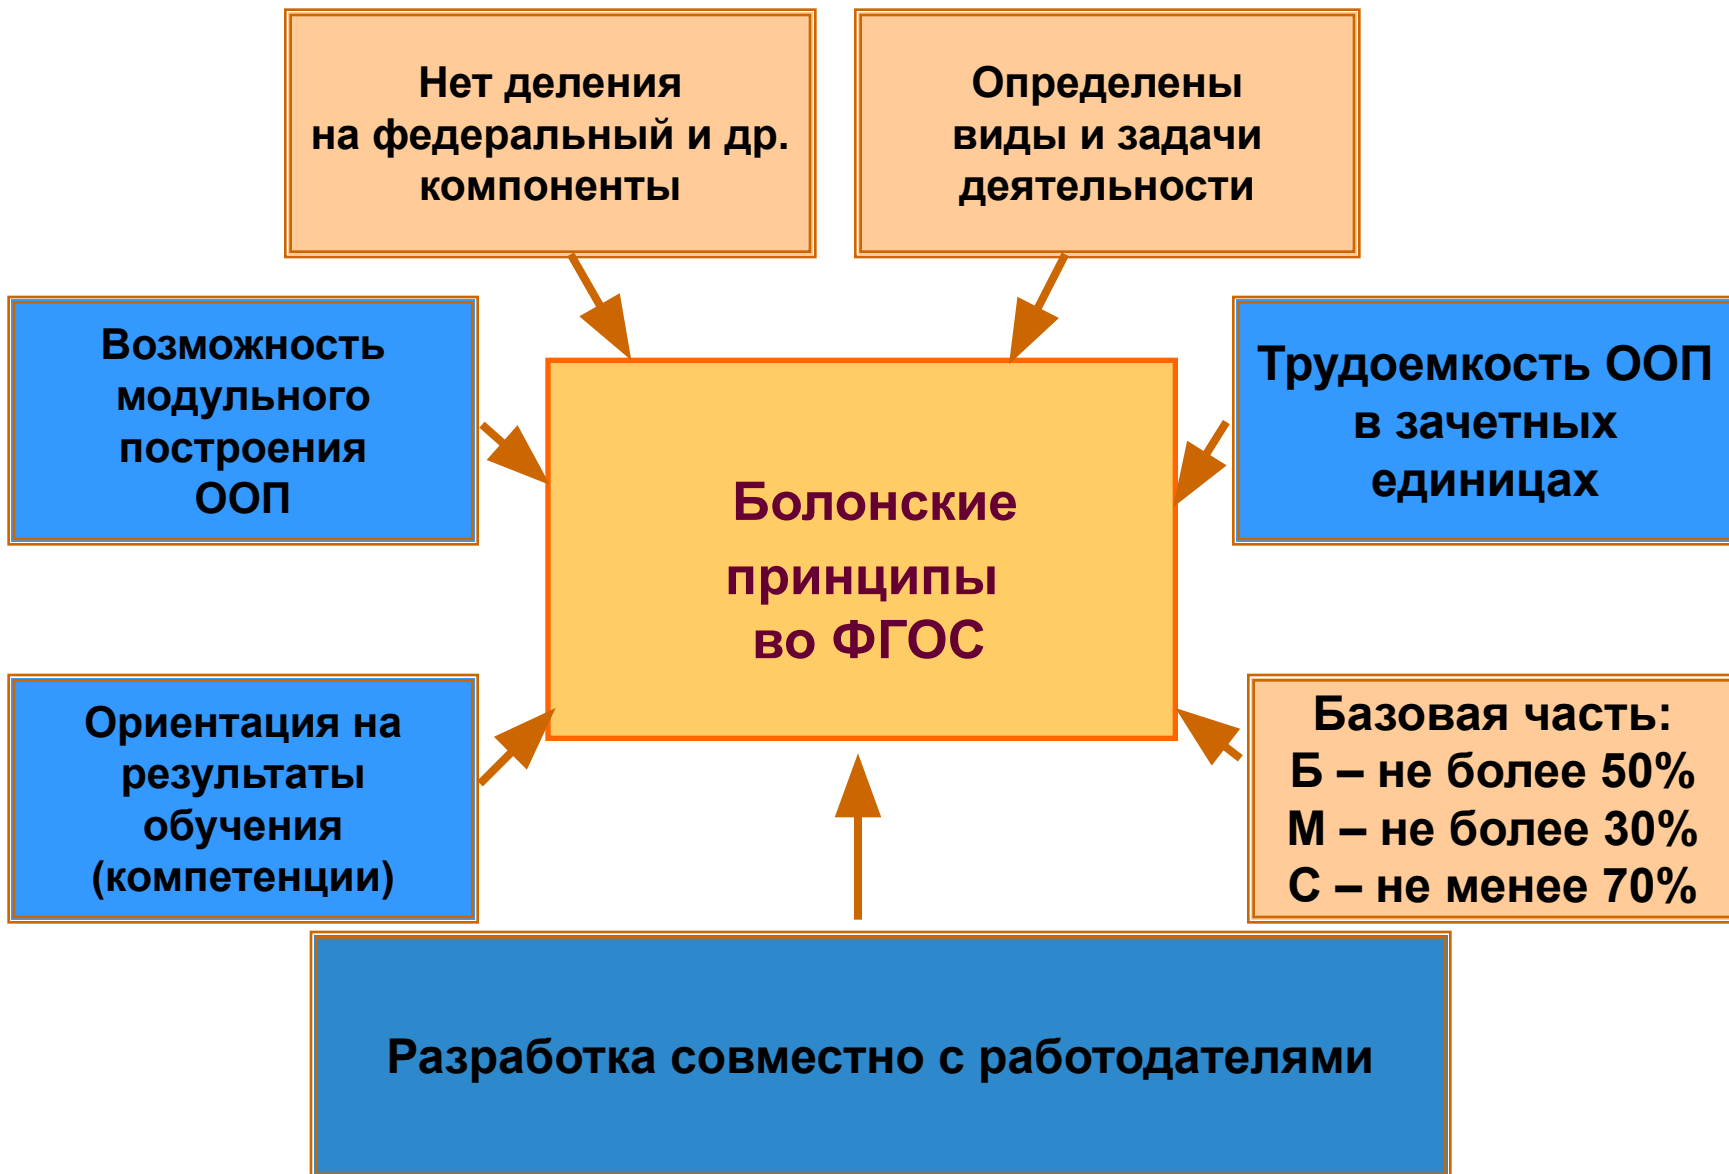 Нет деления
на федеральный и др.
компоненты
Определены
виды и задачи
деятельности
Возможность
модульного
построения
ООП
Трудоемкость ООП
в зачетных
единицах
Болонские
принципы
во ФГОС
Ориентация на
результаты
обучения
(компетенции)
Базовая часть:
Б – не более 50%
М – не более 30%
С – не менее 70%
Разработка совместно с работодателями